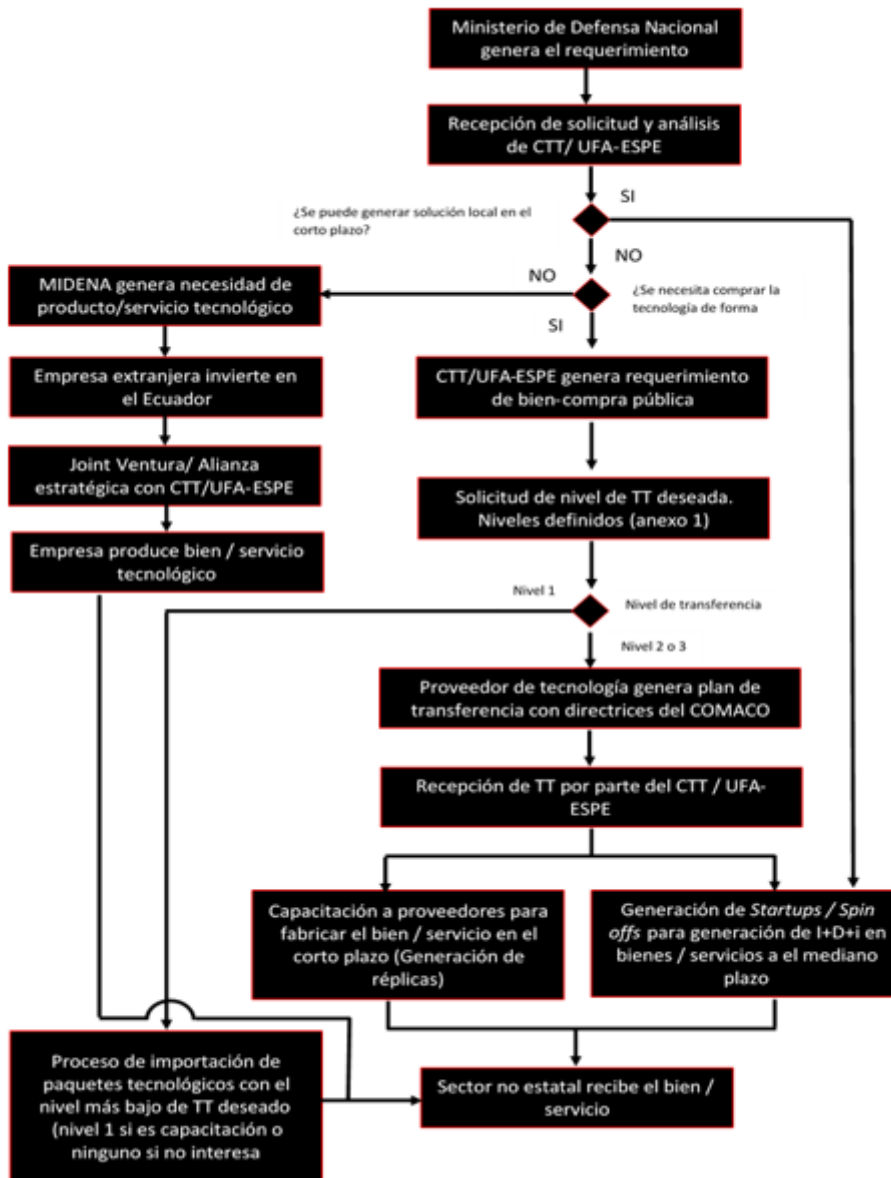 Ministerio de Defensa Nacional
genera el requerimiento
Recepción de solicitud y análisis
de CTT/ UFA-ESPE
SI
¿Se puede generar solución local en el
corto plazo?
NO
NO
¿Se necesita comprar la
tecnología de forma
SI
MIDENA genera necesidad de
producto/servicio tecnológico
Empresa extranjera invierte en
el Ecuador
Joint Ventura/ Alianza
estratégica con CTT/UFA-ESPE
Empresa produce bien / servicio
tecnológico
CTT/UFA-ESPE genera requerimiento
de bien-compra pública
Solicitud de nivel de TT deseada.
Niveles definidos (anexo 1)
Nivel 1
Nivel de transferencia
Nivel 2 o 3
Proveedor de tecnología genera plan de
transferencia con directrices del COMACO
Recepción de TT por parte del CTT / UFA-
ESPE
Capacitación a proveedores para
fabricar el bien / servicio en el
corto plazo (Generación de
réplicas)
Generación de Startups / Spin
offs para generación de I+D+i en
bienes / servicios a el mediano
plazo
Proceso de importación de
paquetes tecnológicos con el
nivel más bajo de TT deseado
(nivel 1 si es capacitación o
ninguno si no interesa
Sector no estatal recibe el bien /
servicio